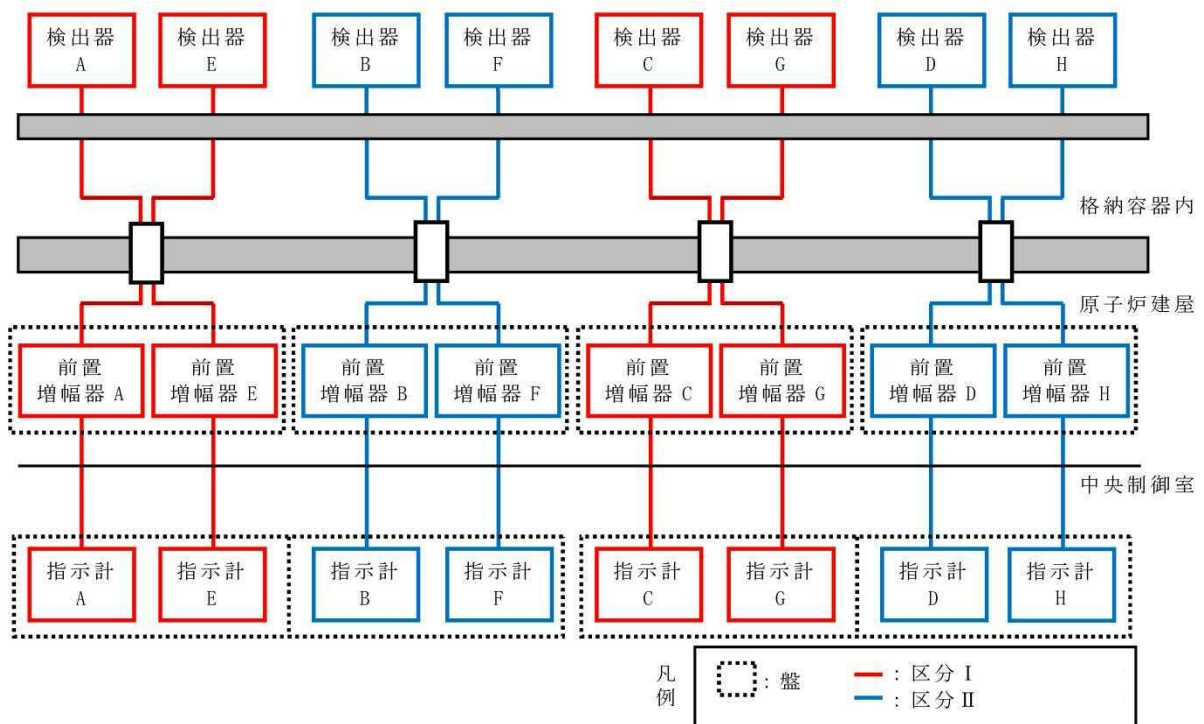 検出器
A
検出器
E
検出器
B
検出器
F
検出器
C
検出器
G
検出器
D
検出器
H
格納容器内
原子炉建屋
前置
増幅器 A
前置
増幅器 E
前置
増幅器 B
前置
増幅器 F
前置
増幅器 C
前置
増幅器 G
前置
増幅器 D
前置
増幅器 H
中央制御室
指示計
A
指示計
E
指示計
B
指示計
F
指示計
C
指示計
G
指示計
D
指示計
H
凡
例
: 盤
: 区分 I
: 区分 II